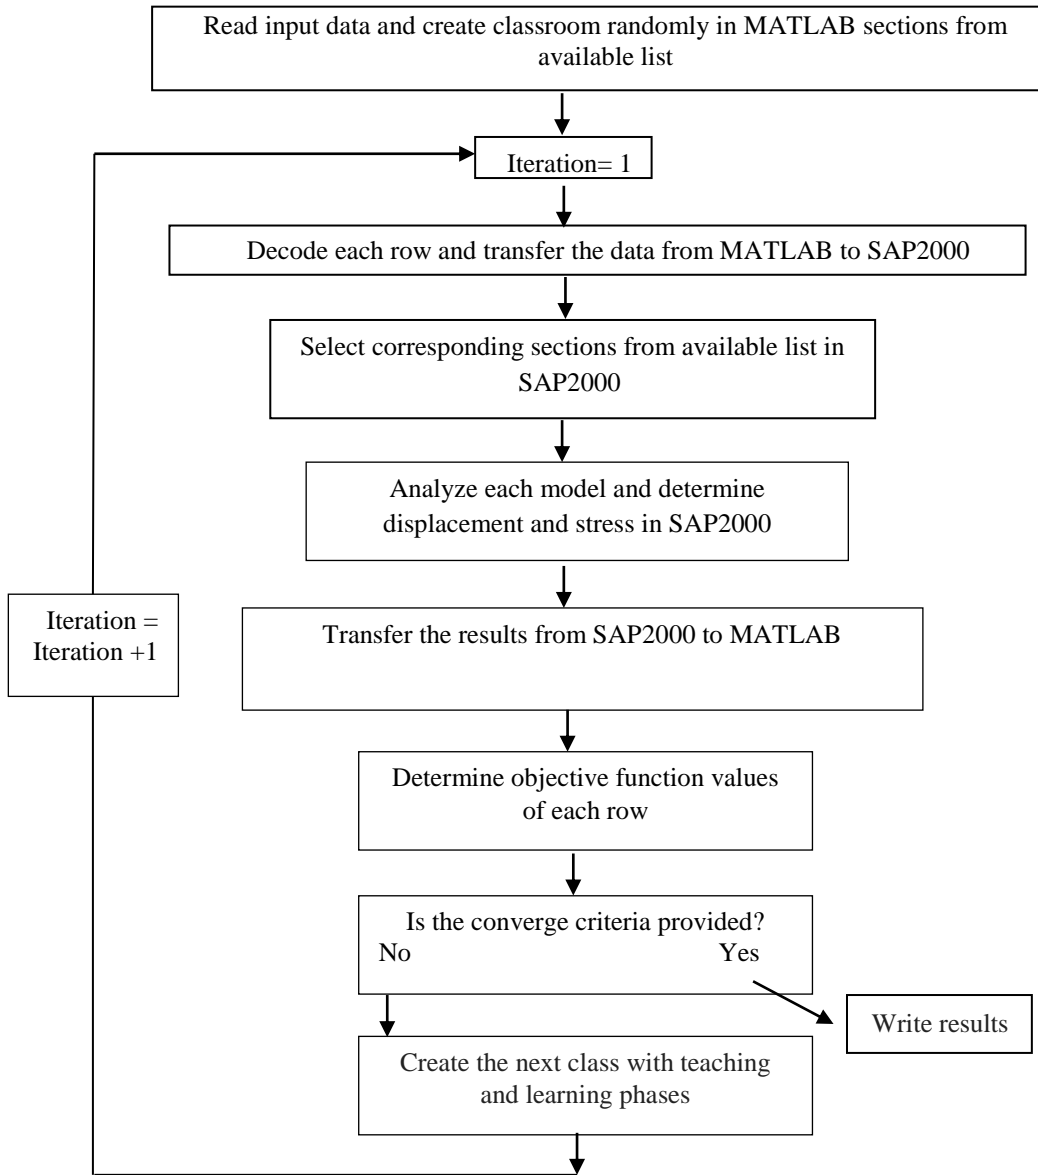 Read input data and create classroom randomly in MATLAB sections from
available list
Iteration= 1
Decode each row and transfer the data from MATLAB to SAP2000
Select corresponding sections from available list in
SAP2000
Analyze each model and determine
displacement and stress in SAP2000
Iteration =
Iteration +1
Transfer the results from SAP2000 to MATLAB
Determine objective function values
of each row
Is the converge criteria provided?
No Yes
Write results
Create the next class with teaching
and learning phases